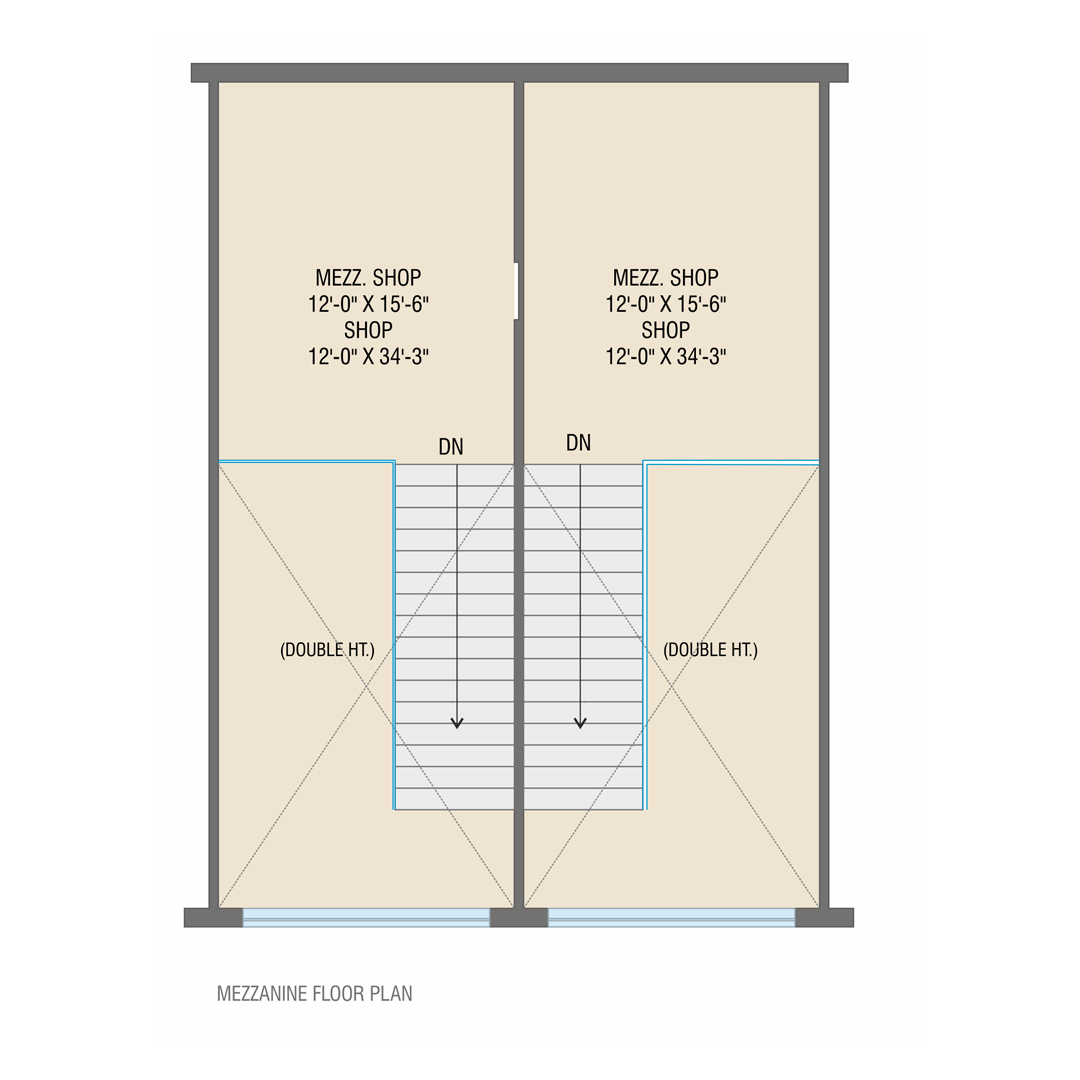 MEZZ. SHOP
12'-0" X 15'-6"
SHOP
12'-0" X 34'-3"
MEZZ. SHOP
12'-0" X 15'-6"
SHOP
12'-0" X 34'-3"
DN
DN
(DOUBLE HT.)
(DOUBLE HT.)
MEZZANINE FLOOR PLAN